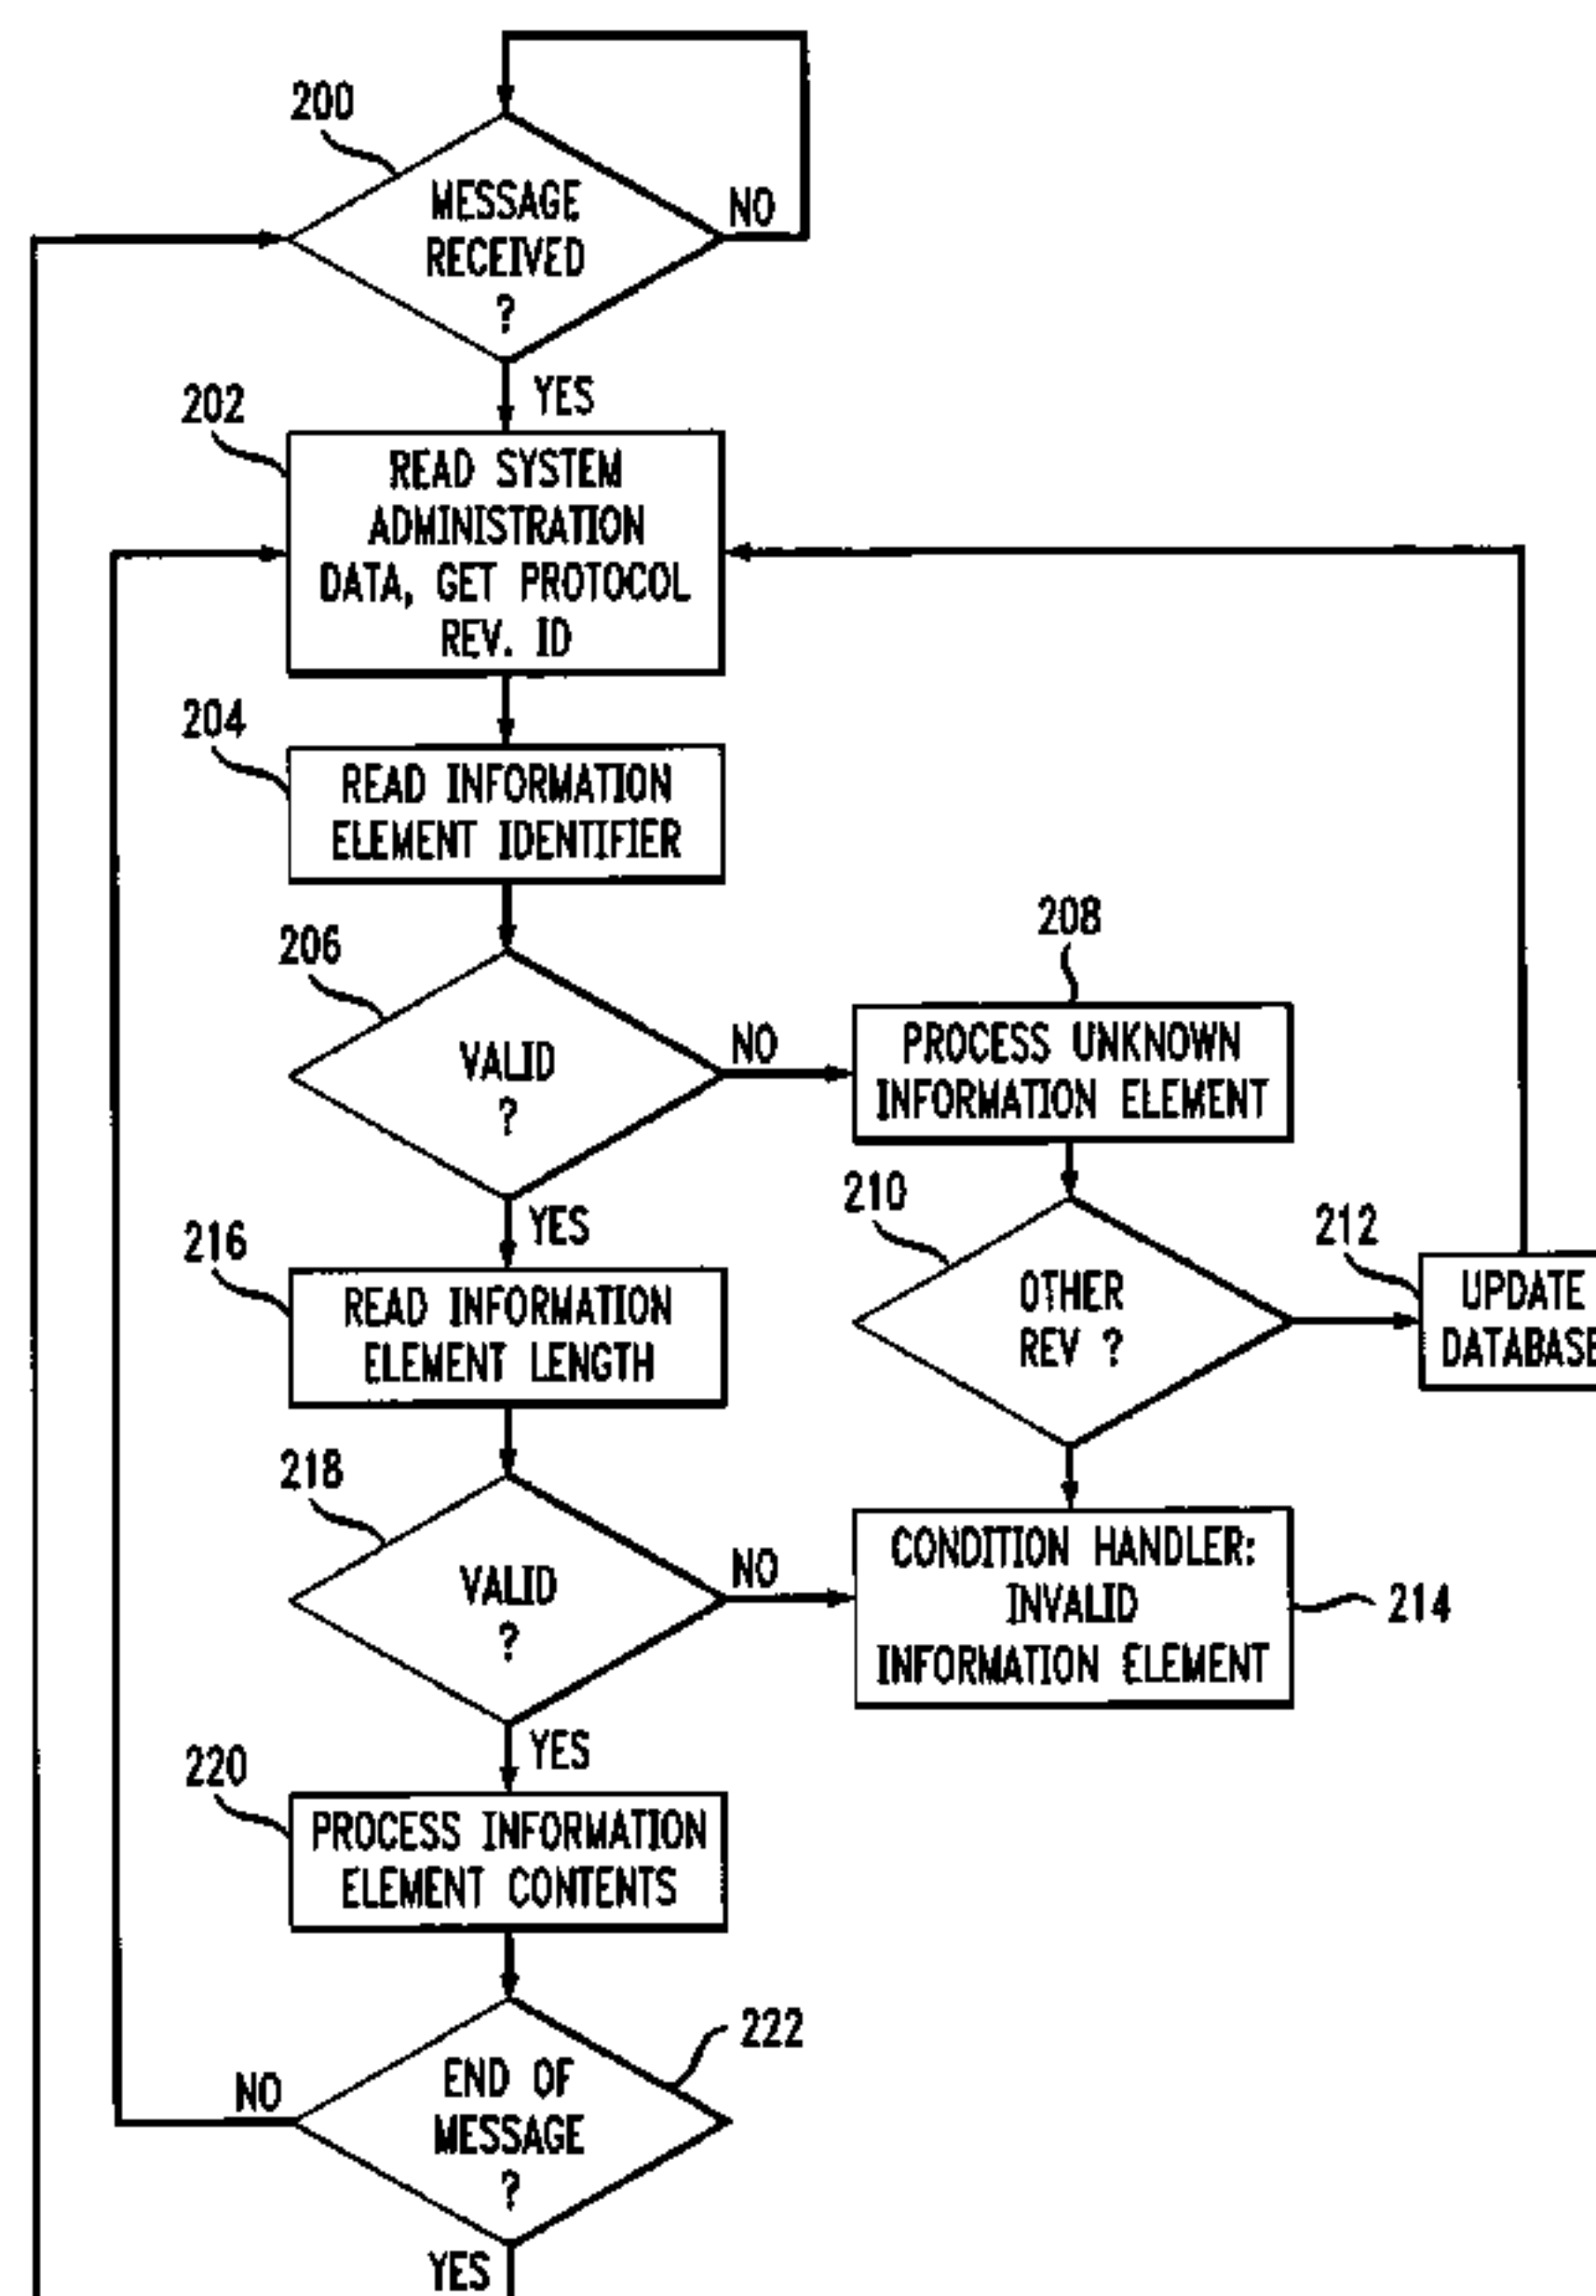 200
MESSAGE
RECEIVED
?
NO
YES
202
READ SYSTEM
ADMINISTRATION
DATA, GET PROTOCOL
REV. ID
204
READ INFORMATION
ELEMENT IDENTIFIER
206
VALID
?
NO
YES
208
PROCESS UNKNOWN
INFORMATION ELEMENT
210
OTHER
REV ?
212
UPDATE
DATABASE
216
READ INFORMATION
ELEMENT LENGTH
218
VALID
?
NO
YES
CONDITION HANDLER:
INVALID
INFORMATION ELEMENT
214
220
PROCESS INFORMATION
ELEMENT CONTENTS
222
END OF
MESSAGE
?
NO
YES